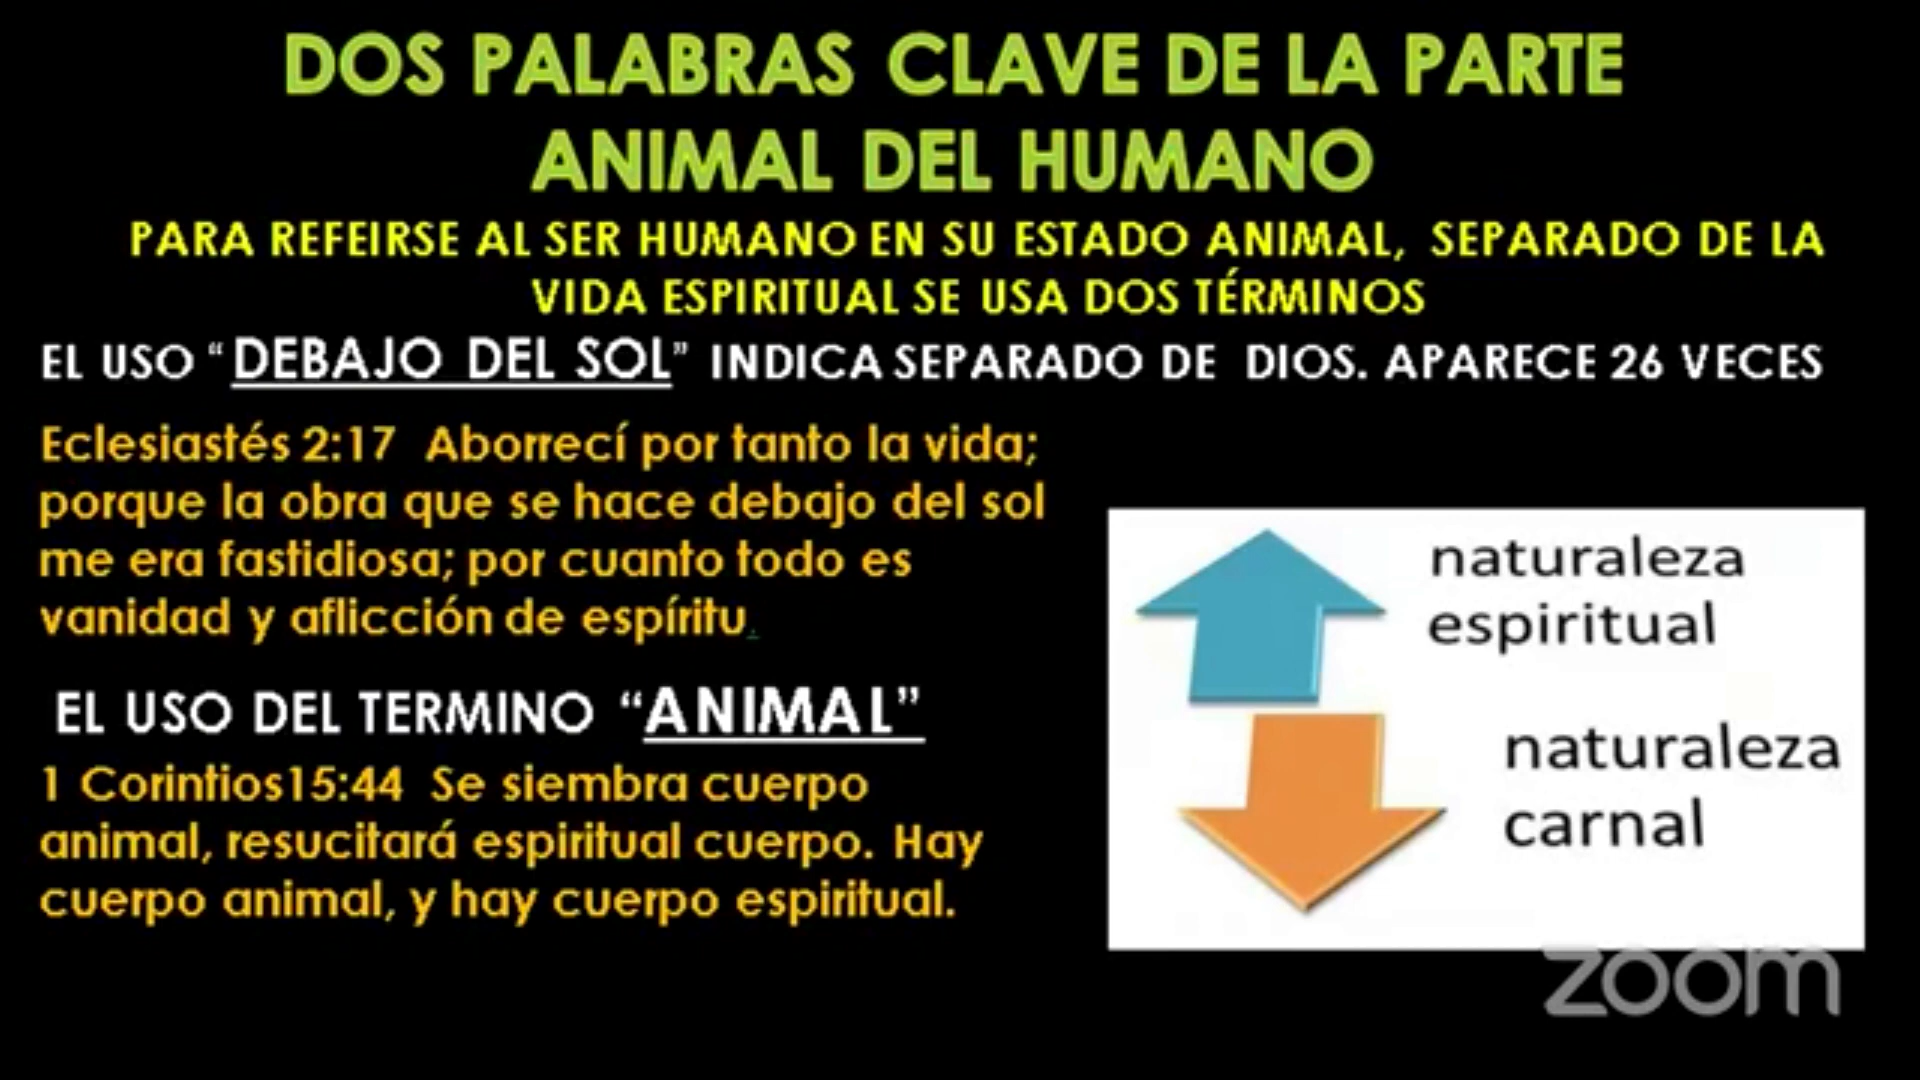 DOS PALABRAS CLAVE DE LA PARTE
ANIMAL DEL HUMANO
PARA REFEIRSE AL SER HUMANO EN SU ESTADO ANIMAL, SEPARADO DE LA
VIDA ESPIRITUAL SE USA DOS TÉRMINOS
EL USO “DEBAJO DEL SOL” INDICA SEPARADO DE DIOS. APARECE 26 VECES
Eclesiastés 2:17 Aborrecí por tanto la vida;
porque la obra que se hace debajo del sol
me era fastidiosa; por cuanto todo es
vanidad y aflicción de espíritu.
EL USO DEL TERMINO “ANIMAL”
1 Corintios15:44 Se siembra cuerpo
animal, resucitará espiritual cuerpo. Hay
cuerpo animal, y hay cuerpo espiritual.
naturaleza
espiritual
naturaleza
carnal
zoom